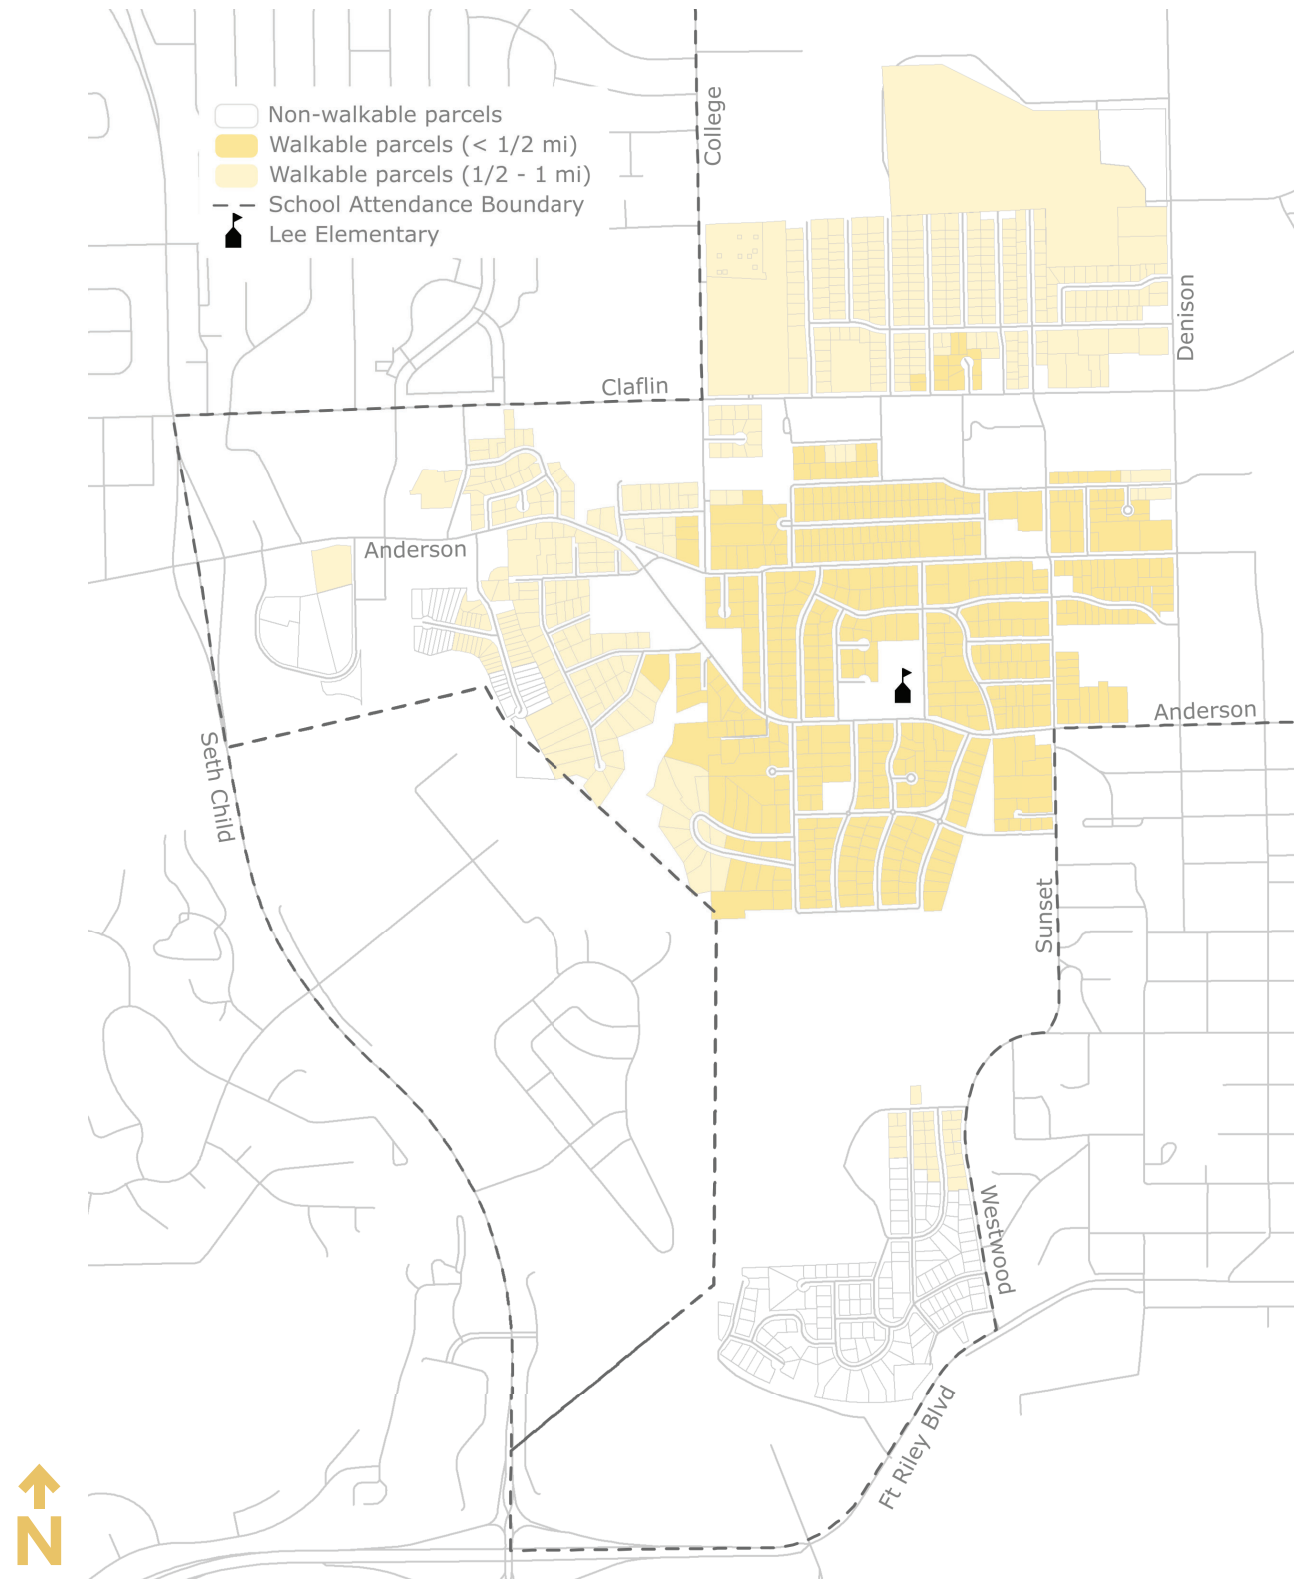 College
Non-walkable parcels
Walkable parcels (< 1/2 mi)
Walkable parcels (1/2 - 1 mi)
School Attendance Boundary
Lee Elementary
Denison
Claflin
Anderson
Anderson
Seth Child
Sunset
Westwood
Ft Riley Blvd
N